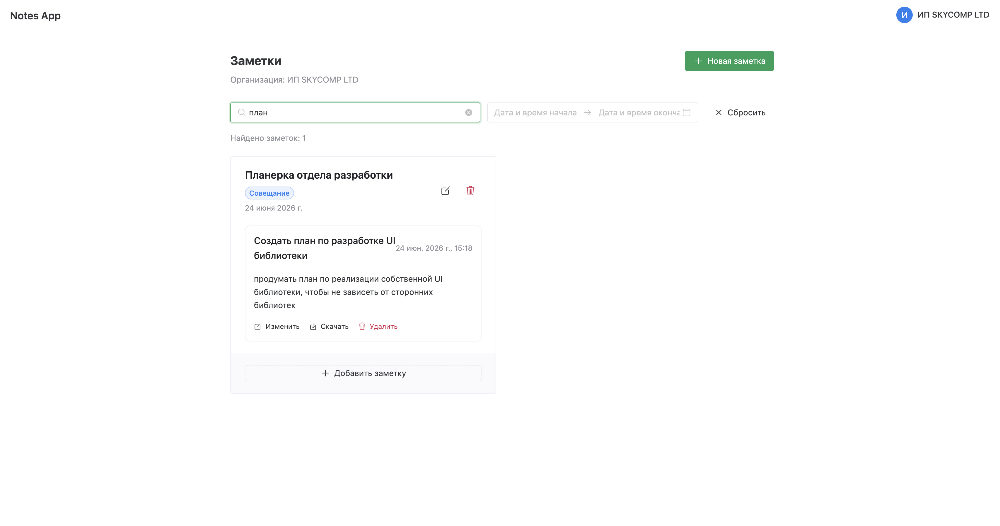 Notes App
И ИП SKYCOMP LTD
Заметки
+ Новая заметка
Организация: ИП SKYCOMP LTD
план
Дата и время начала → Дата и время оконча
Сбросить
Найдено заметок: 1
Планерка отдела разработки
Совещание
24 июня 2026 г.
Создать план по разработке UI
библиотеки
24 июн. 2026 г., 15:18
продумать план по реализации собственной UI
библиотеки, чтобы не зависеть от сторонних
библиотек
Изменить Скачать Удалить
+ Добавить заметку